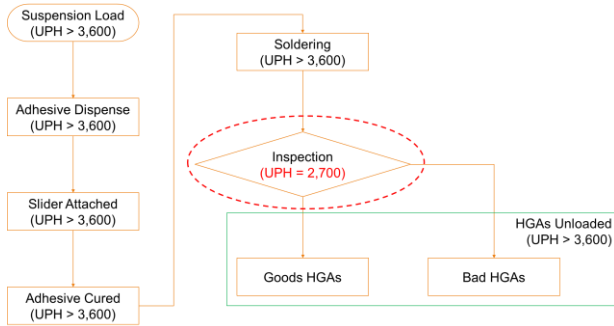 Suspension Load
(UPH > 3,600)
Adhesive Dispense
(UPH > 3,600)
Slider Attached
(UPH > 3,600)
Adhesive Cured
(UPH > 3,600)
Soldering
(UPH > 3,600)
Inspection
(UPH = 2,700)
HGAs Unloaded
(UPH > 3,600)
Goods HGAs
Bad HGAs